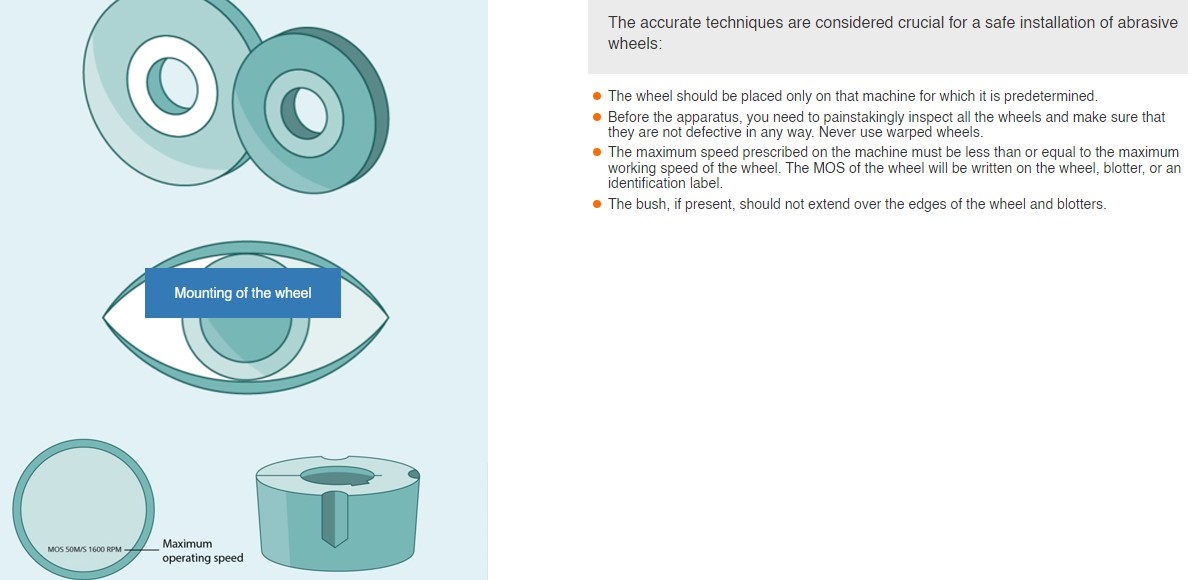 The accurate techniques are considered crucial for a safe installation of abrasive
wheels:
The wheel should be placed only on that machine for which it is predetermined.
Before the apparatus, you need to painstakingly inspect all the wheels and make sure that
they are not defective in any way. Never use warped wheels.
The maximum speed prescribed on the machine must be less than or equal to the maximum
working speed of the wheel. The MOS of the wheel will be written on the wheel, blotter, or an
identification label.
The bush, if present, should not extend over the edges of the wheel and blotters.
Mounting of the wheel
MOS 50M/S 1600 RPM
Maximum
operating speed